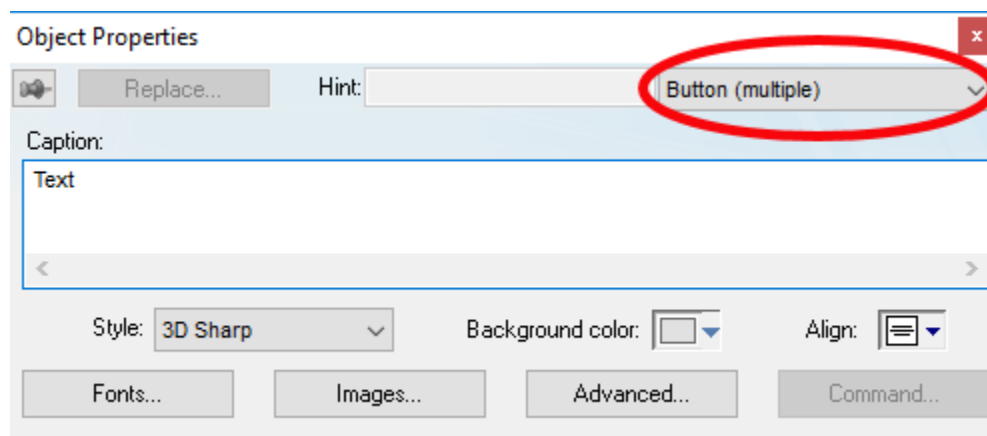 Object Properties x
Replace... Hint: Button (multiple)
Caption:
Text
Style: 3D Sharp Background color: Align:
Fonts... Images... Advanced... Command...